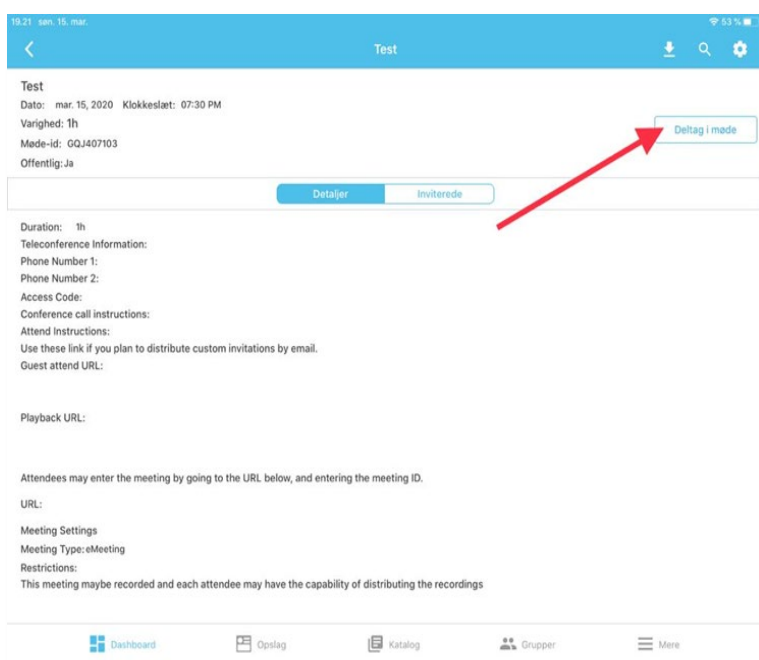 19.21 søn. 15. mar. 53 %
Test
Test
Dato: mar. 15, 2020 Klokkeslæt: 07:30 PM
Varighed: 1h
Deltag i møde
Møde-id: GQJ407103
Offentlig: Ja
Detaljer Inviterede
Duration: 1h
Teleconference Information:
Phone Number 1:
Phone Number 2:
Access Code:
Conference call instructions:
Attend Instructions:
Use these link if you plan to distribute custom invitations by email.
Guest attend URL:
Playback URL:
Attendees may enter the meeting by going to the URL below, and entering the meeting ID.
URL:
Meeting Settings
Meeting Type: eMeeting
Restrictions:
This meeting maybe recorded and each attendee may have the capability of distributing the recordings
Dashboard Opslag Katalog Grupper Mere